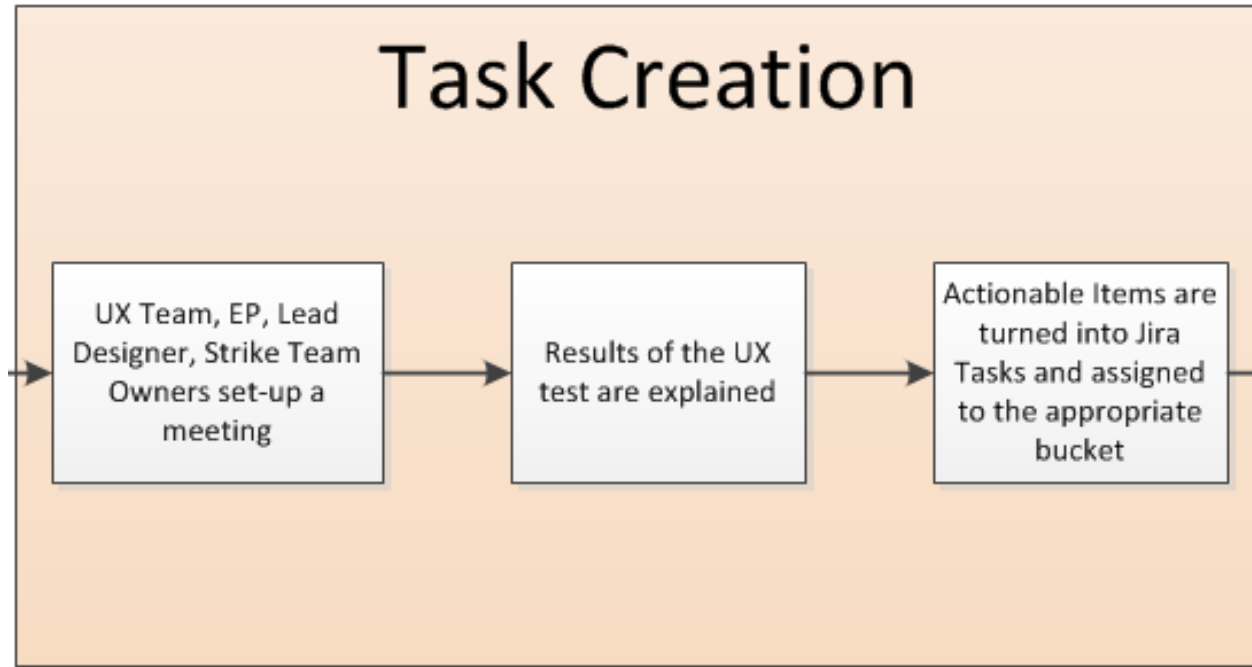 Task Creation
UX Team, EP, Lead
Designer, Strike Team
Owners set-up a
meeting
Results of the UX
test are explained
Actionable Items are
turned into Jira
Tasks and assigned
to the appropriate
bucket